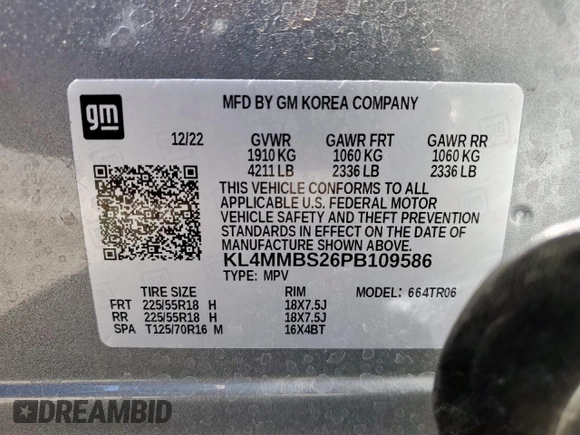 gm
MFD BY GM KOREA COMPANY
12/22 GVWR GAWR FRT GAWR RR
1910 KG 1060 KG 1060 KG
4211 LB 2336 LB 2336 LB
THIS VEHICLE CONFORMS TO ALL
APPLICABLE U.S. FEDERAL MOTOR
VEHICLE SAFETY AND THEFT PREVENTION
STANDARDS IN EFFECT ON THE DATE OF
MANUFACTURE SHOWN ABOVE.
KL4MMBS26PB109586
TYPE: MPV
TIRE SIZE RIM MODEL: 664TR06
FRT 225/55R18 H 18X7.5J
RR 225/55R18 H 18X7.5J
SPA T125/70R16 M 16X4BT
DREAMBID